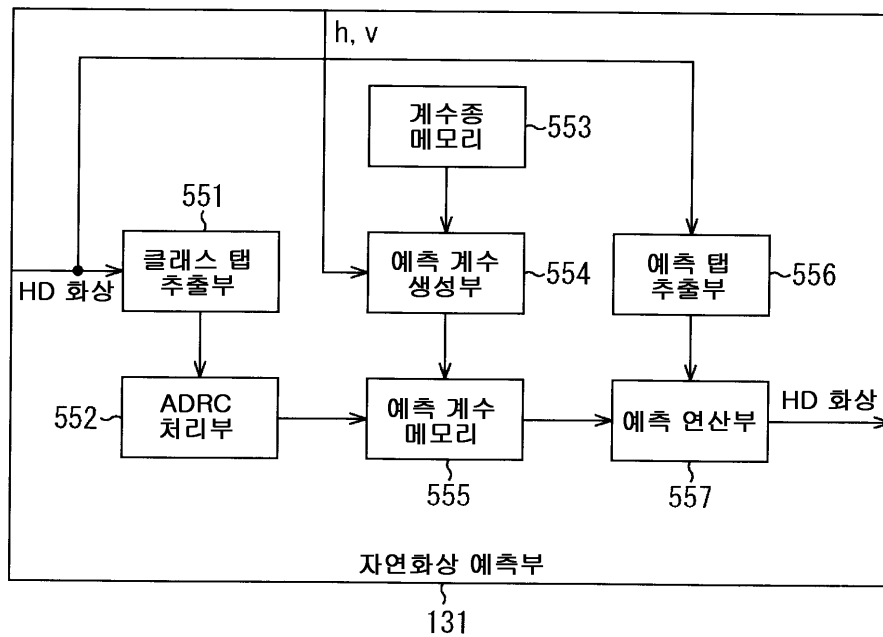 h, v
계수종
메모리
553
551
클래스 탭
추출부
예측 계수
생성부
554
예측 탭
추출부
556
HD 화상
552
ADRC
처리부
예측 계수
메모리
555
예측 연산부
557
HD 화상
자연화상 예측부
131